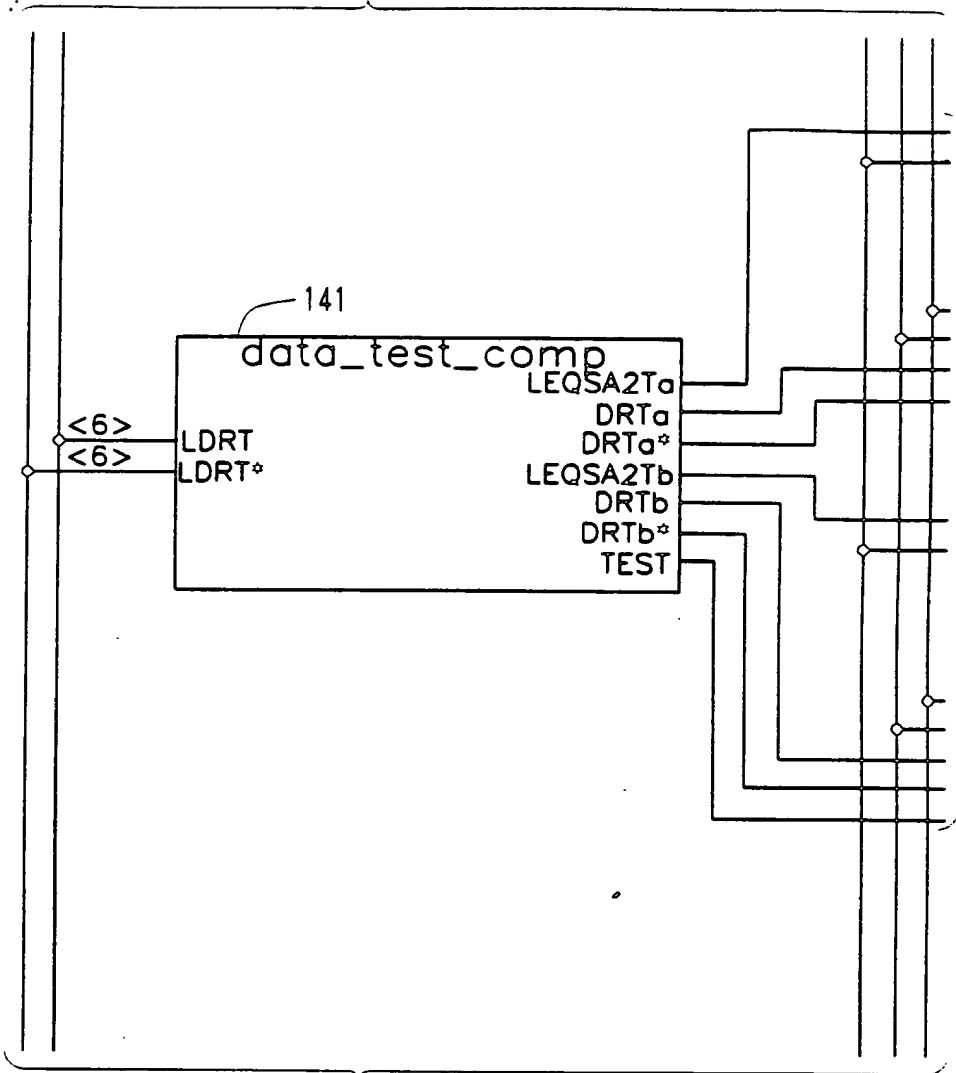 141
data_test_comp
LEQSA2Ta
DRTa
<6> LDRT DRTa*
<6> LDRT* LEQSA2Tb
DRTb
DRTb*
TEST